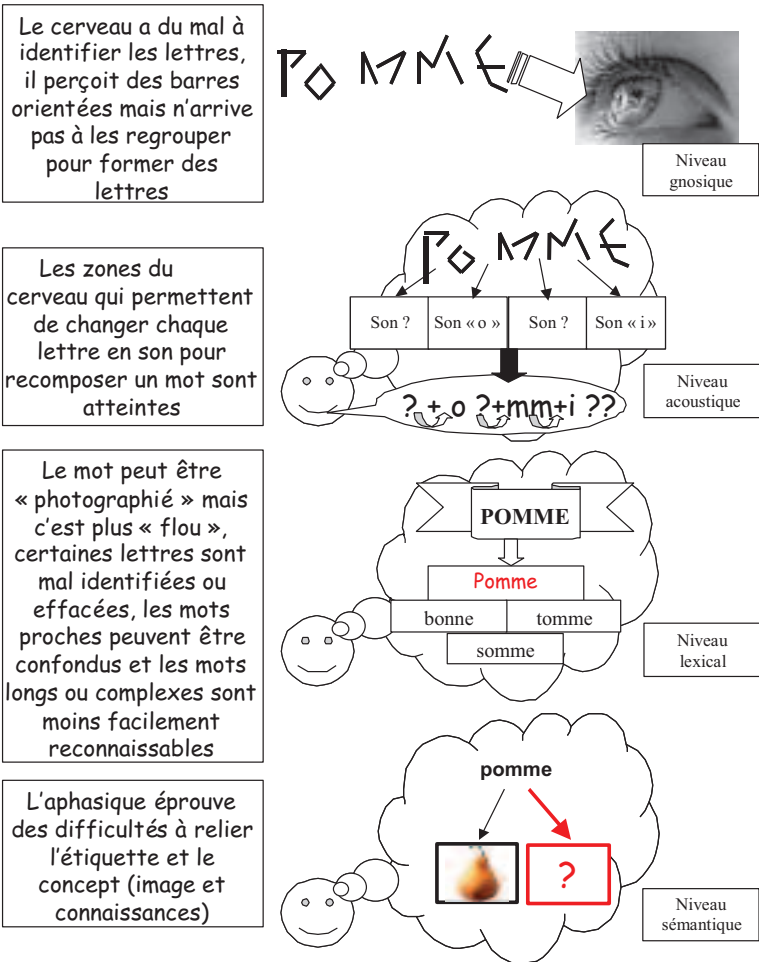 Le cerveau a du mal à
identifier les lettres,
il perçoit des barres
orientées mais n'arrive
pas à les regrouper
pour former des
lettres
POMME
Niveau
gnosique
Les zones du
cerveau qui permettent
de changer chaque
lettre en son pour
recomposer un mot sont
atteintes
POMME
Son ? Son « o » Son ? Son « i »
? + o ?+mm+i ??
Niveau
acoustique
Le mot peut être
« photographié » mais
c'est plus « flou »,
certaines lettres sont
mal identifiées ou
effacées, les mots
proches peuvent être
confondus et les mots
longs ou complexes sont
moins facilement
reconnaissables
POMME
Pomme
bonne tomme
somme
Niveau
lexical
L'aphasique éprouve
des difficultés à relier
l'étiquette et le
concept (image et
connaissances)
pomme
?
Niveau
sémantique